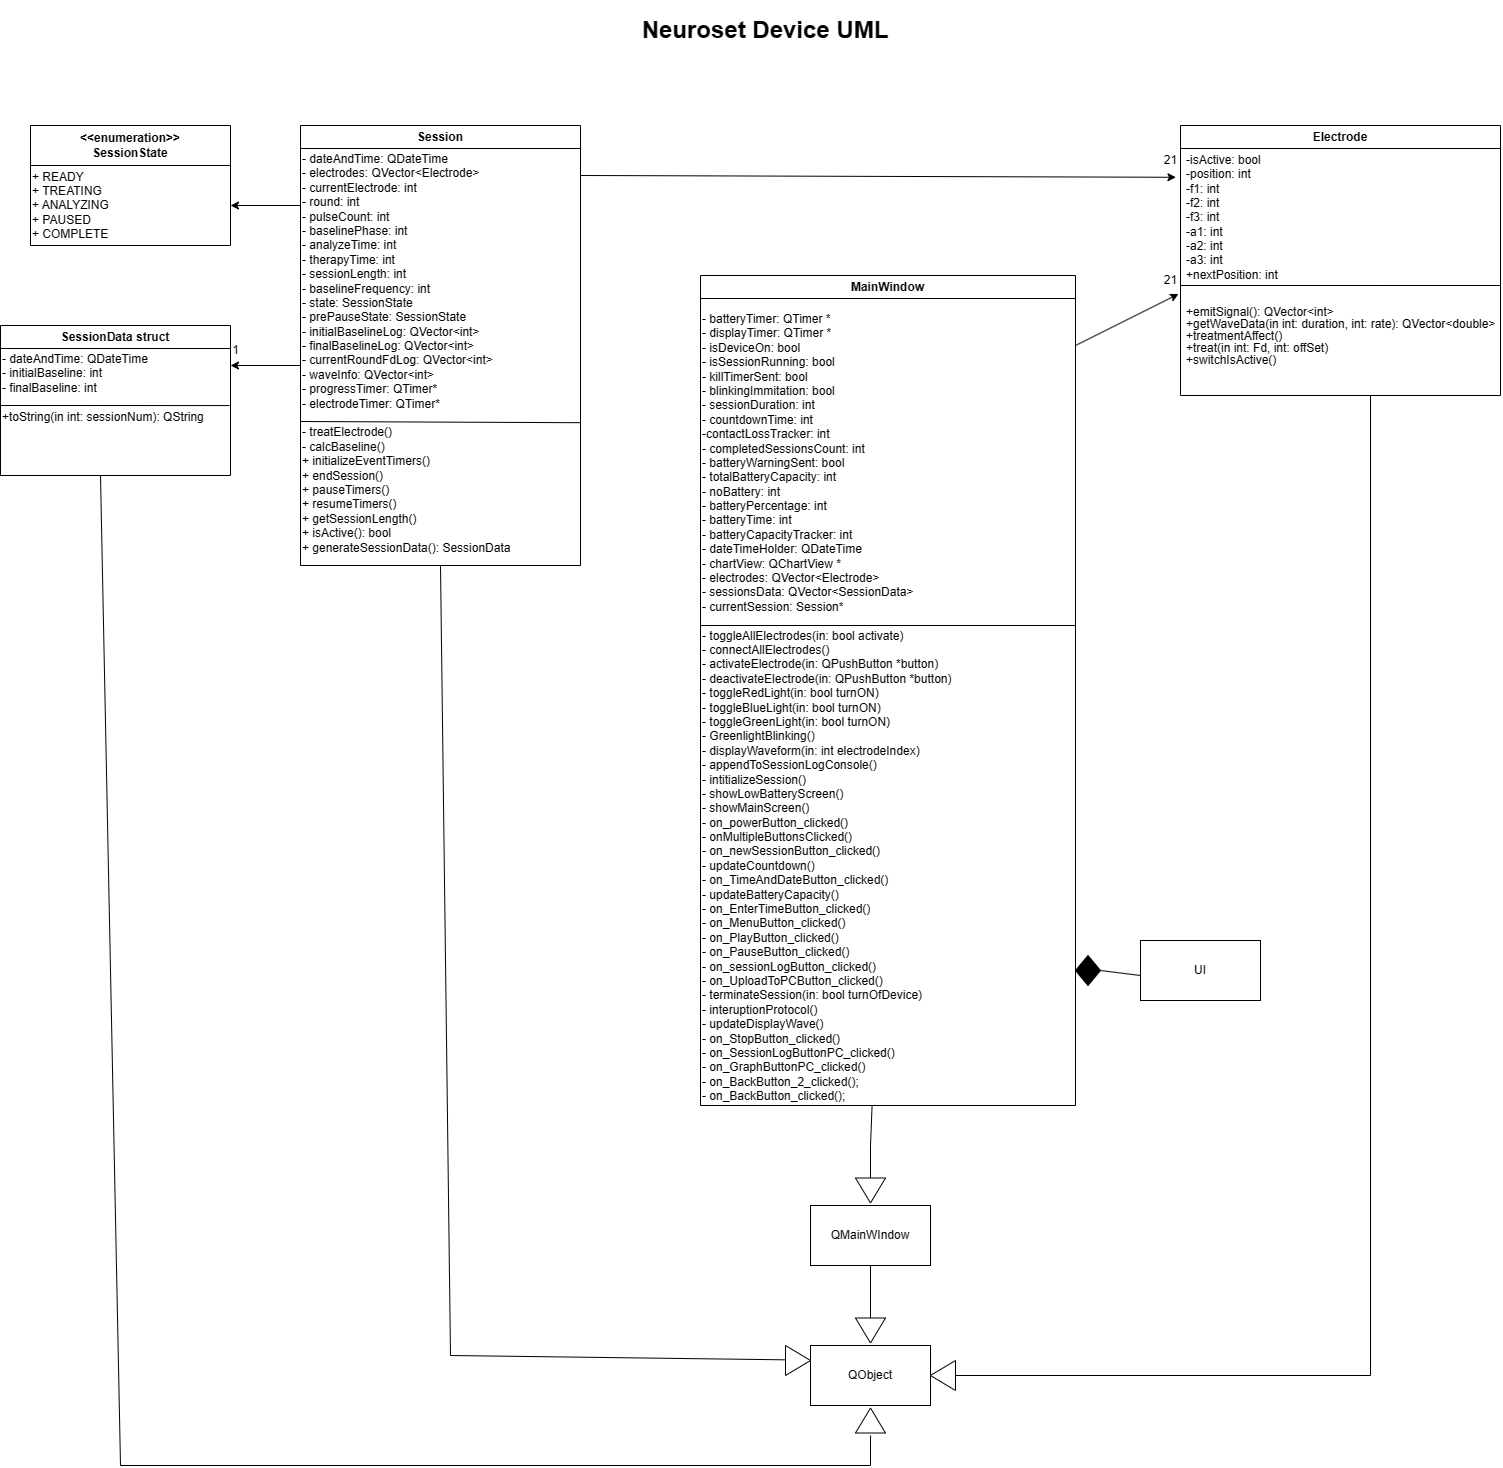 Neuroset Device UML
<<enumeration>>
SessionState
+ READY
+ TREATING
+ ANALYZING
+ PAUSED
+ COMPLETE
SessionData struct
- dateAndTime: QDateTime
- initialBaseline: int
- finalBaseline: int
+toString(in int: sessionNum): QString
1
Session
- dateAndTime: QDateTime
- electrodes: QVector<Electrode>
- currentElectrode: int
- round: int
- pulseCount: int
- baselinePhase: int
- analyzeTime: int
- therapyTime: int
- sessionLength: int
- baselineFrequency: int
- state: SessionState
- prePauseState: SessionState
- initialBaselineLog: QVector<int>
- finalBaselineLog: QVector<int>
- currentRoundFdLog: QVector<int>
- waveInfo: QVector<int>
- progressTimer: QTimer*
- electrodeTimer: QTimer*
- treatElectrode()
- calcBaseline()
+ initializeEventTimers()
+ endSession()
+ pauseTimers()
+ resumeTimers()
+ getSessionLength()
+ isActive(): bool
+ generateSessionData(): SessionData
MainWindow
- batteryTimer: QTimer *
- displayTimer: QTimer *
- isDeviceOn: bool
- isSessionRunning: bool
- killTimerSent: bool
- blinkingImmitation: bool
- sessionDuration: int
- countdownTime: int
-contactLossTracker: int
- completedSessionsCount: int
- batteryWarningSent: bool
- totalBatteryCapacity: int
- noBattery: int
- batteryPercentage: int
- batteryTime: int
- batteryCapacityTracker: int
- dateTimeHolder: QDateTime
- chartView: QChartView *
- electrodes: QVector<Electrode>
- sessionsData: QVector<SessionData>
- currentSession: Session*
- toggleAllElectrodes(in: bool activate)
- connectAllElectrodes()
- activateElectrode(in: QPushButton *button)
- deactivateElectrode(in: QPushButton *button)
- toggleRedLight(in: bool turnON)
- toggleBlueLight(in: bool turnON)
- toggleGreenLight(in: bool turnON)
- GreenlightBlinking()
- displayWaveform(in: int electrodeIndex)
- appendToSessionLogConsole()
- intitializeSession()
- showLowBatteryScreen()
- showMainScreen()
- on_powerButton_clicked()
- onMultipleButtonsClicked()
- on_newSessionButton_clicked()
- updateCountdown()
- on_TimeAndDateButton_clicked()
- updateBatteryCapacity()
- on_EnterTimeButton_clicked()
- on_MenuButton_clicked()
- on_PlayButton_clicked()
- on_PauseButton_clicked()
- on_sessionLogButton_clicked()
- on_UploadToPCButton_clicked()
- terminateSession(in: bool turnOfDevice)
- interuptionProtocol()
- updateDisplayWave()
- on_StopButton_clicked()
- on_SessionLogButtonPC_clicked()
- on_GraphButtonPC_clicked()
- on_BackButton_2_clicked();
- on_BackButton_clicked();
21
21
Electrode
-isActive: bool
-position: int
-f1: int
-f2: int
-f3: int
-a1: int
-a2: int
-a3: int
+nextPosition: int
+emitSignal(): QVector<int>
+getWaveData(in int: duration, int: rate): QVector<double>
+treatmentAffect()
+treat(in int: Fd, int: offSet)
+switchIsActive()
UI
QMainWIndow
QObject